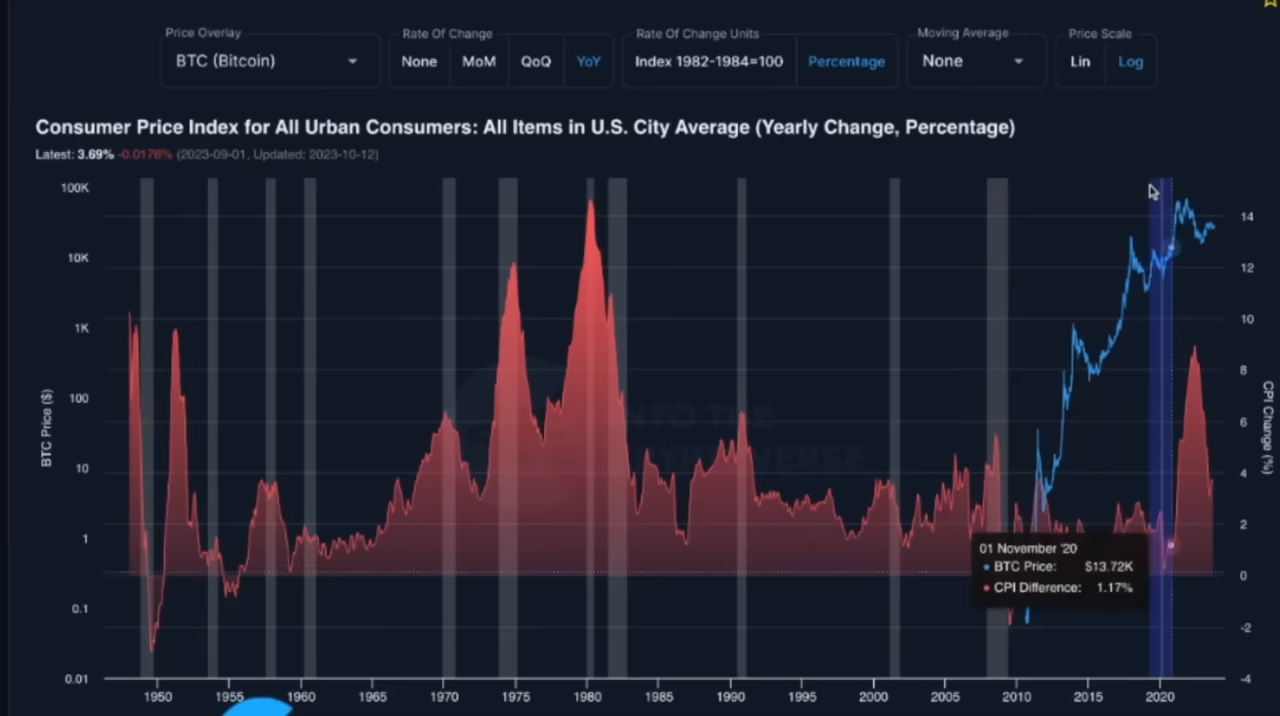 Price Overlay Rate Of Change Rate Of Change Units Moving Average Price Scale
BTC (Bitcoin) None MoM QoQ YoY Index 1982-1984=100 Percentage None Lin Log
Consumer Price Index for All Urban Consumers: All Items in U.S. City Average (Yearly Change, Percentage)
Latest: 3.69% -0.0176% (2023-09-01, Updated: 2023-10-12)
100K
10K
1K
100
10
1
0.1
0.01
BTC Price ($)
INTO THE
CRYPTOVERSE
01 November '20
BTC Price: $13.72K
CPI Difference: 1.17%
14
12
10
8
6
4
2
0
-2
-4
CPI Change (%)
1950 1955 1960 1965 1970 1975 1980 1985 1990 1995 2000 2005 2010 2015 2020